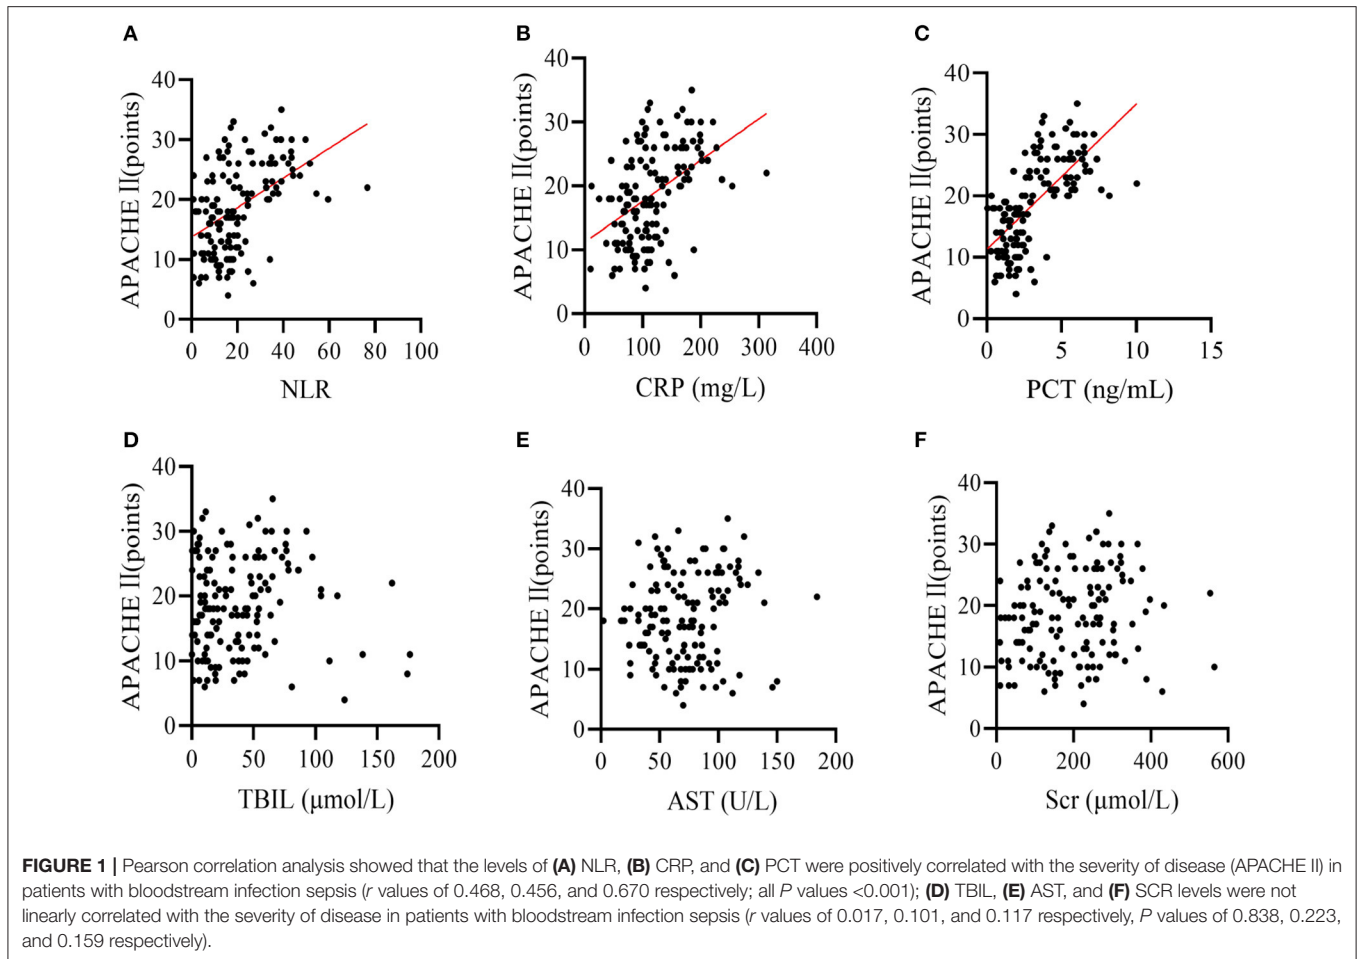 A
B
C
APACHE II(points)
40
30
20
10
0
0 20 40 60 80 100
NLR
APACHE II(points)
40
30
20
10
0
0 100 200 300 400
CRP (mg/L)
APACHE II(points)
40
30
20
10
0
0 5 10 15
PCT (ng/mL)
D
E
F
APACHE II(points)
40
30
20
10
0
0 50 100 150 200
TBIL (μmol/L)
APACHE II(points)
40
30
20
10
0
0 50 100 150 200
AST (U/L)
APACHE II(points)
40
30
20
10
0
0 200 400 600
Scr (μmol/L)
FIGURE 1 | Pearson correlation analysis showed that the levels of (A) NLR, (B) CRP, and (C) PCT were positively correlated with the severity of disease (APACHE II) in
patients with bloodstream infection sepsis (r values of 0.468, 0.456, and 0.670 respectively; all P values <0.001); (D) TBIL, (E) AST, and (F) SCR levels were not
linearly correlated with the severity of disease in patients with bloodstream infection sepsis (r values of 0.017, 0.101, and 0.117 respectively, P values of 0.838, 0.223,
and 0.159 respectively).